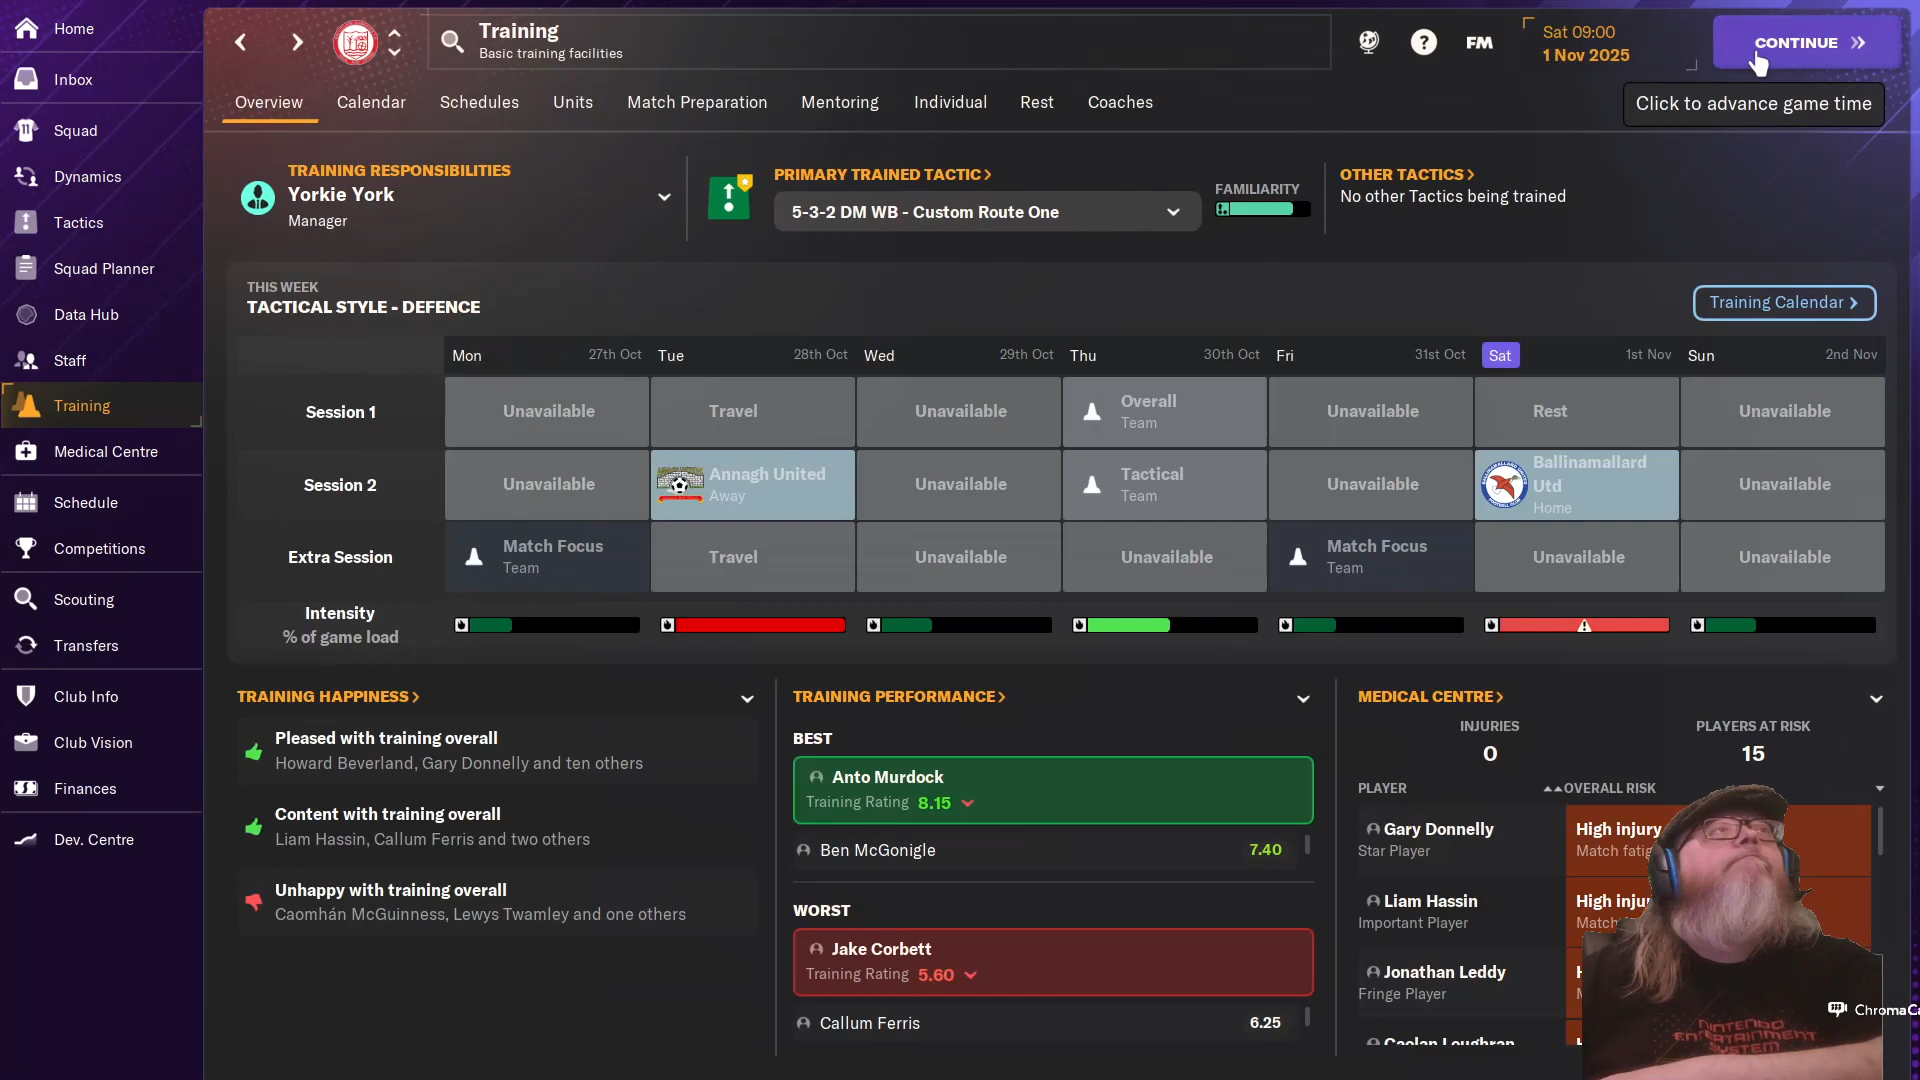 Home
Inbox
Squad
Dynamics
Tactics
Squad Planner
Data Hub
Staff
Training
Medical Centre
Schedule
Competitions
Scouting
Transfers
Club Info
Club Vision
Finances
Dev. Centre
Training
Basic training facilities
FM
Sat 09:00
1 Nov 2025
CONTINUE
Click to advance game time
Overview
Calendar
Schedules
Units
Match Preparation
Mentoring
Individual
Rest
Coaches
TRAINING RESPONSIBILITIES
Yorkie York
Manager
PRIMARY TRAINED TACTIC
5-3-2 DM WB - Custom Route One
FAMILIARITY
OTHER TACTICS
No other Tactics being trained
THIS WEEK
TACTICAL STYLE - DEFENCE
Training Calendar
Mon 27th Oct Tue 28th Oct Wed 29th Oct Thu 30th Oct Fri 31st Oct Sat 1st Nov Sun 2nd Nov
Session 1
Unavailable
Travel
Unavailable
Overall
Team
Unavailable
Rest
Unavailable
Session 2
Unavailable
Annagh United
Away
Unavailable
Tactical
Team
Unavailable
Ballinamallard
Utd
Home
Unavailable
Extra Session
Match Focus
Team
Travel
Unavailable
Unavailable
Match Focus
Team
Unavailable
Unavailable
Intensity
% of game load
TRAINING HAPPINESS
Pleased with training overall
Howard Beverland, Gary Donnelly and ten others
Content with training overall
Liam Hassin, Callum Ferris and two others
Unhappy with training overall
Caomhán McGuinness, Lewys Twamley and one others
TRAINING PERFORMANCE
BEST
Anto Murdock
Training Rating 8.15
Ben McGonigle 7.40
WORST
Jake Corbett
Training Rating 5.60
Callum Ferris 6.25
MEDICAL CENTRE
INJURIES
0
PLAYERS AT RISK
15
PLAYER OVERALL RISK
Gary Donnelly
Star Player
High injury
Match
Liam Hassin
Important Player
Jonathan Leddy
Fringe Player
Caolan Loughran
NINTENDO
ENTERTAINMENT
SYSTEM